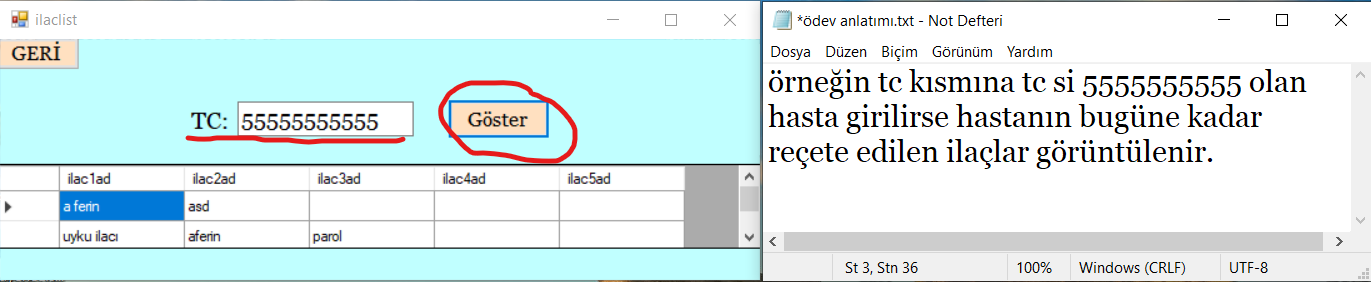 ilaclist
GERİ
TC: 55555555555
Göster
ilac1ad ilac2ad ilac3ad ilac4ad ilac5ad
a ferin asd
uyku ilacı aferin parol
*ödev anlatımı.txt - Not Defteri
Dosya Düzen Biçim Görünüm Yardım
örneğin tc kısmına tc si 5555555555 olan
hasta girilirse hastanın bugüne kadar
reçete edilen ilaçlar görüntülenir.
St 3, Stn 36 100% Windows (CRLF) UTF-8